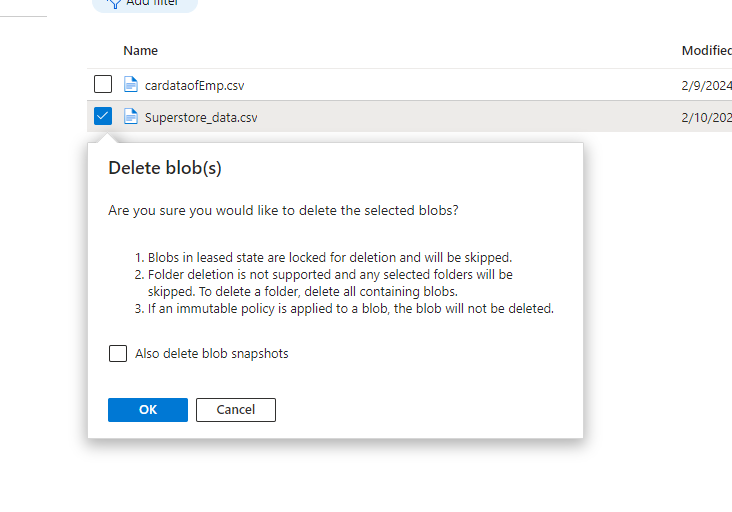 Add filter
Name Modified
cardataofEmp.csv 2/9/2024
Superstore_data.csv 2/10/202
Delete blob(s)
Are you sure you would like to delete the selected blobs?
1. Blobs in leased state are locked for deletion and will be skipped.
2. Folder deletion is not supported and any selected folders will be
skipped. To delete a folder, delete all containing blobs.
3. If an immutable policy is applied to a blob, the blob will not be deleted.
Also delete blob snapshots
OK Cancel